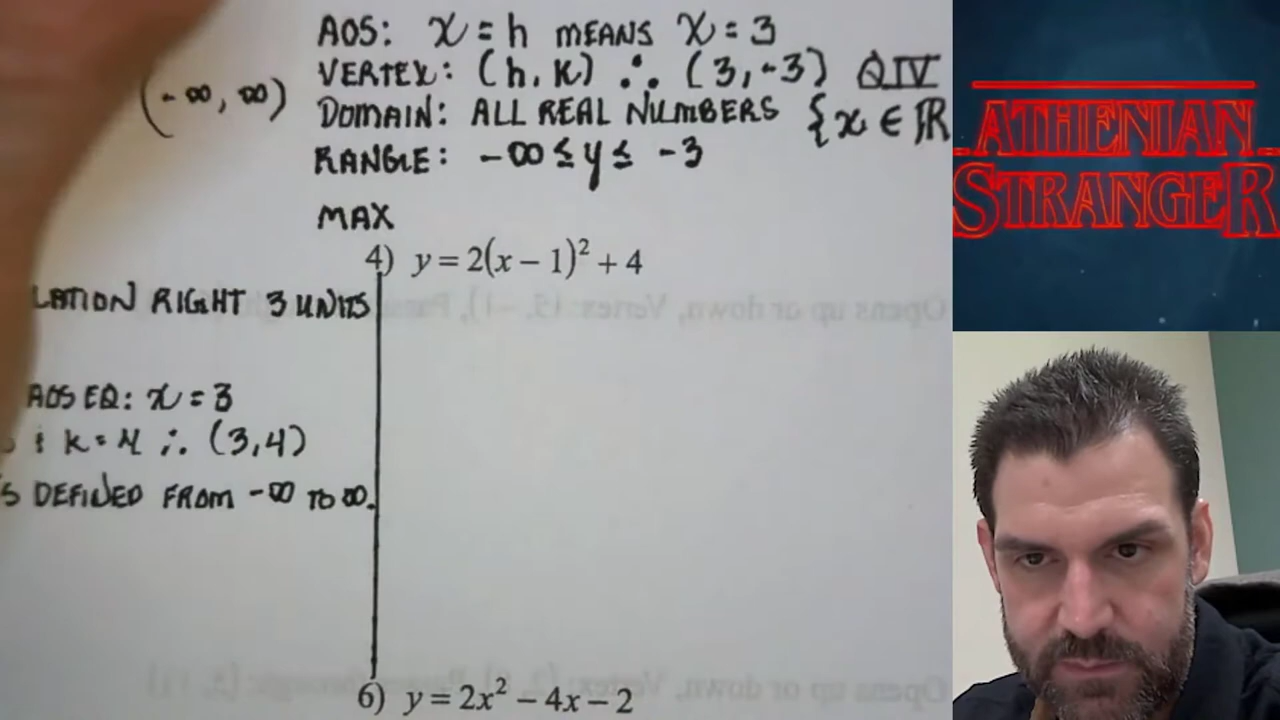 AOS: x = h MEANS x = 3
VERTEX: (h, K) ∴ (3, -3) QIV
(-∞, ∞)
DOMAIN: ALL REAL NUMBERS {x ∈ ℝ
RANGE: -∞ ≤ y ≤ -3
MAX
4) y = 2(x − 1)² + 4
LATION RIGHT 3 UNITS
AOS EQ: x = 3
K = 4 ∴ (3,4)
S DEFINED FROM -∞ TO ∞.
6) y = 2x² − 4x − 2
ATHENIAN
STRANGER